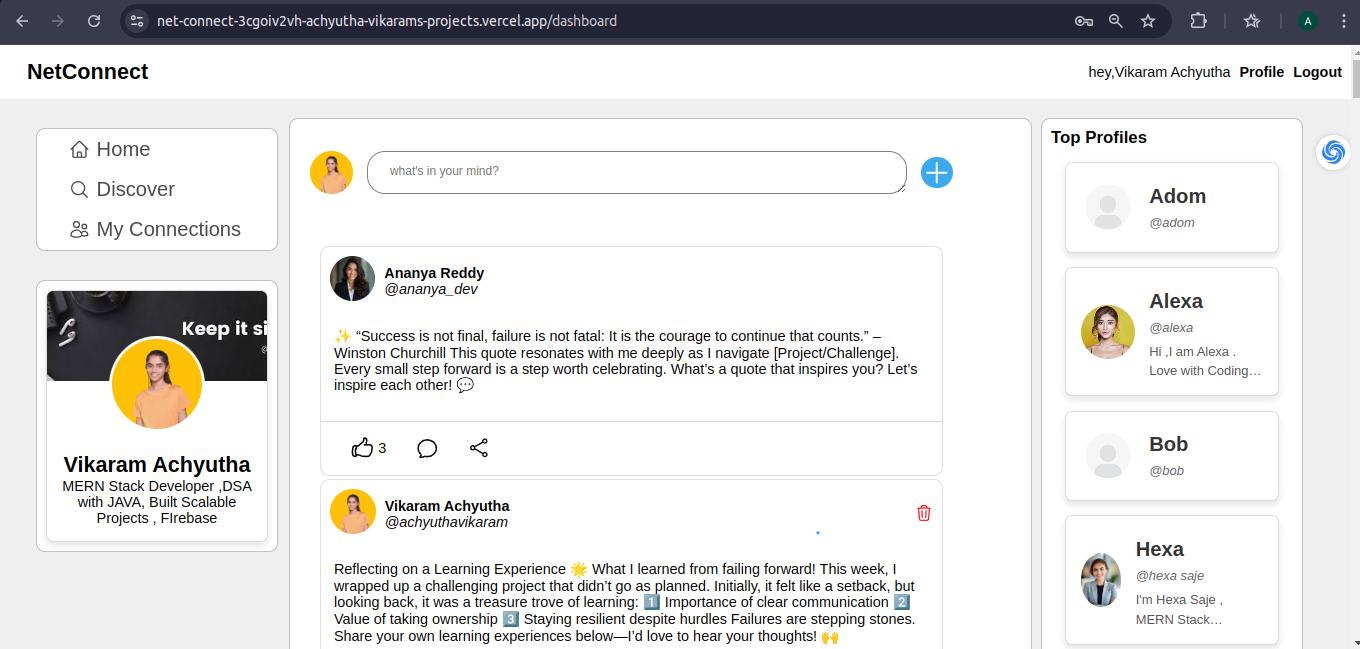 net-connect-3cgoiv2vh-achyutha-vikarams-projects.vercel.app/dashboard
A
NetConnect
hey,Vikaram Achyutha Profile Logout
Home
Discover
My Connections
Keep it si
Vikaram Achyutha
MERN Stack Developer ,DSA
with JAVA, Built Scalable
Projects , FIrebase
what's in your mind?
Ananya Reddy
@ananya_dev
✨ “Success is not final, failure is not fatal: It is the courage to continue that counts.” –
Winston Churchill This quote resonates with me deeply as I navigate [Project/Challenge].
Every small step forward is a step worth celebrating. What’s a quote that inspires you? Let’s
inspire each other! 💬
3
Vikaram Achyutha
@achyuthavikaram
Reflecting on a Learning Experience 🌟 What I learned from failing forward! This week, I
wrapped up a challenging project that didn’t go as planned. Initially, it felt like a setback, but
looking back, it was a treasure trove of learning: 1️⃣ Importance of clear communication 2️⃣
Value of taking ownership 3️⃣ Staying resilient despite hurdles Failures are stepping stones.
Share your own learning experiences below—I’d love to hear your thoughts! 🙌
Top Profiles
Adom
@adom
Alexa
@alexa
Hi ,I am Alexa .
Love with Coding…
Bob
@bob
Hexa
@hexa saje
I'm Hexa Saje ,
MERN Stack…